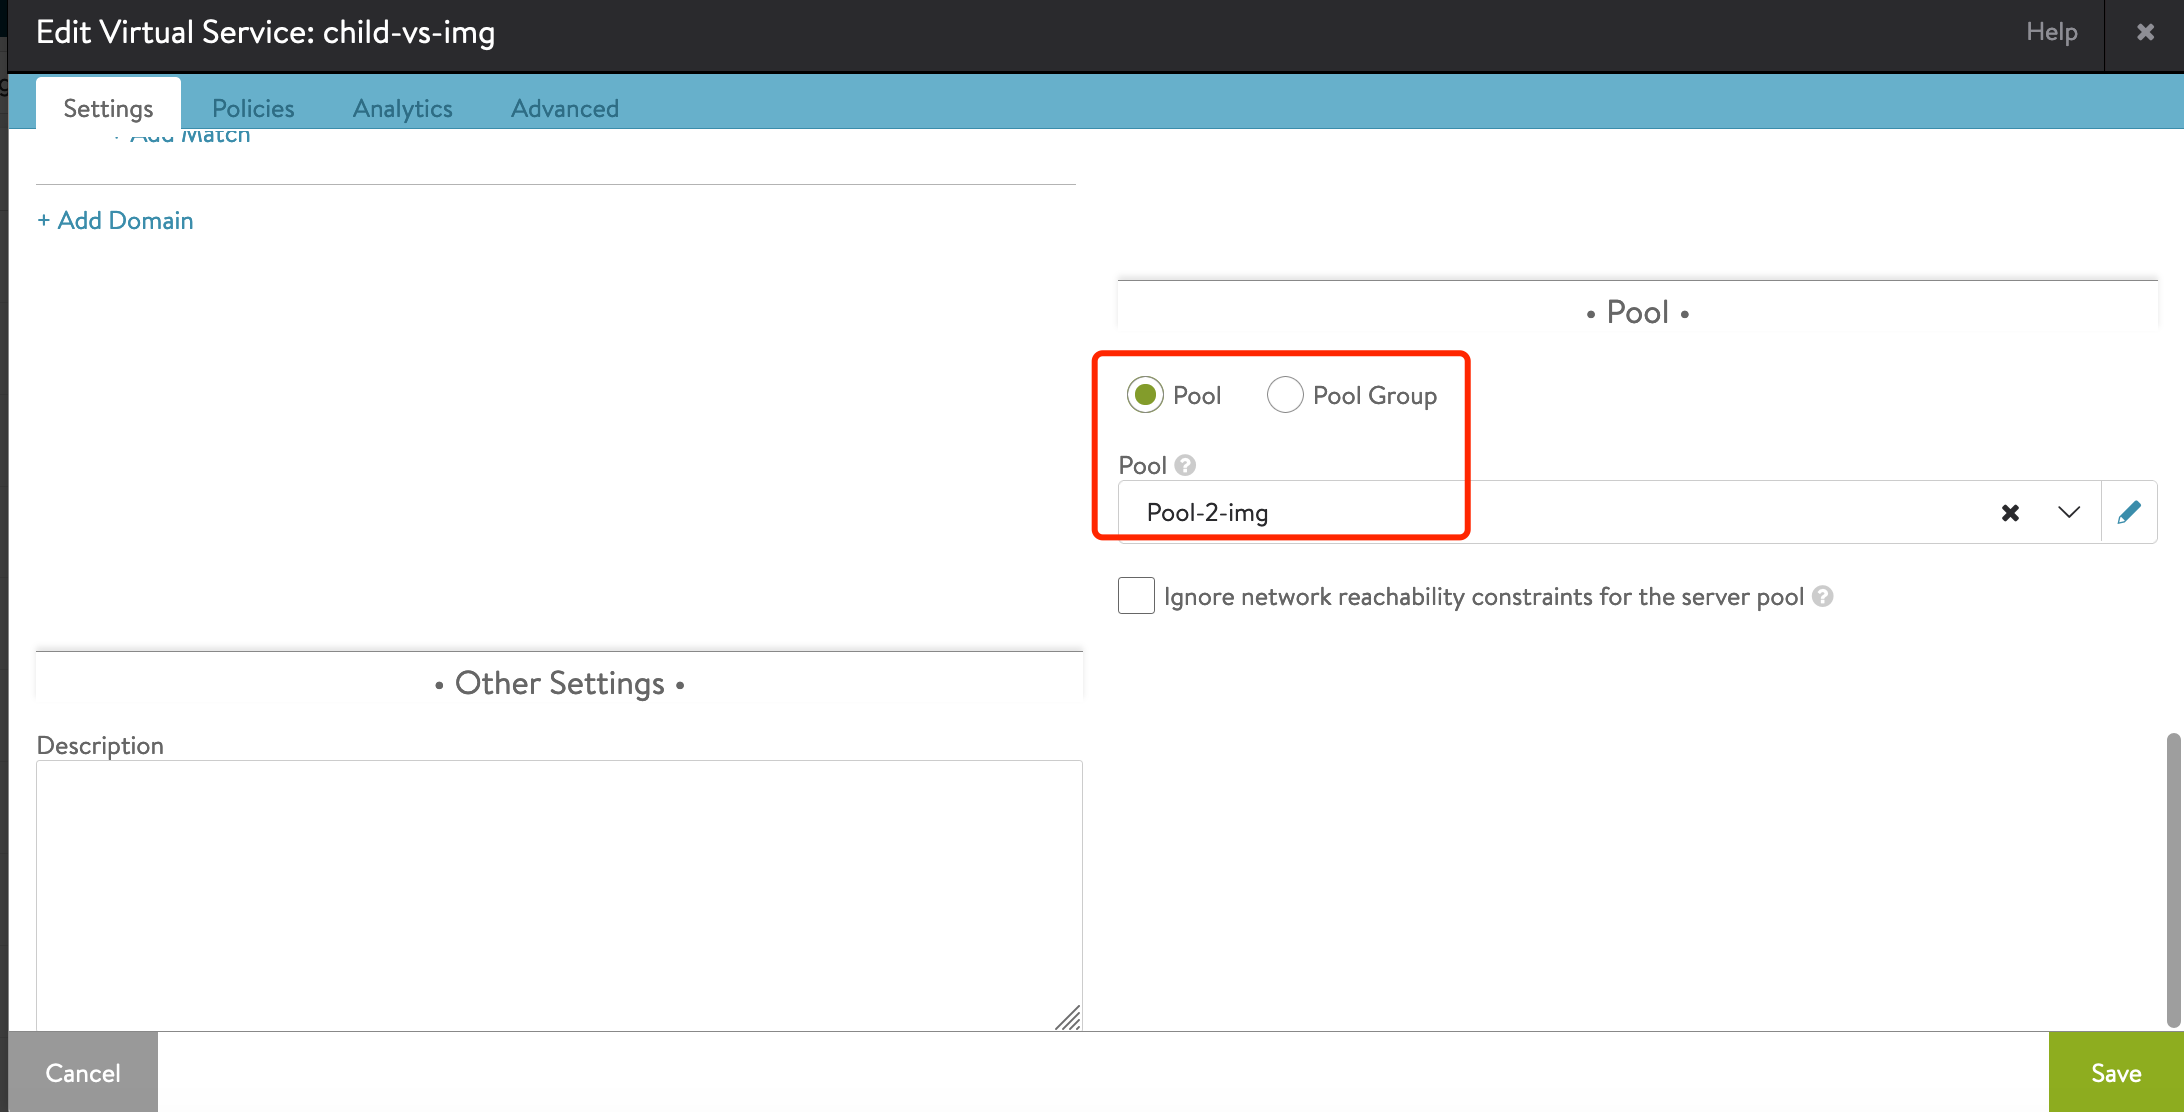 Edit Virtual Service: child-vs-img
Help
Settings Policies Analytics Advanced
+ Add Match
+ Add Domain
• Pool •
Pool Pool Group
Pool ?
Pool-2-img
Ignore network reachability constraints for the server pool ?
• Other Settings •
Description
Cancel Save